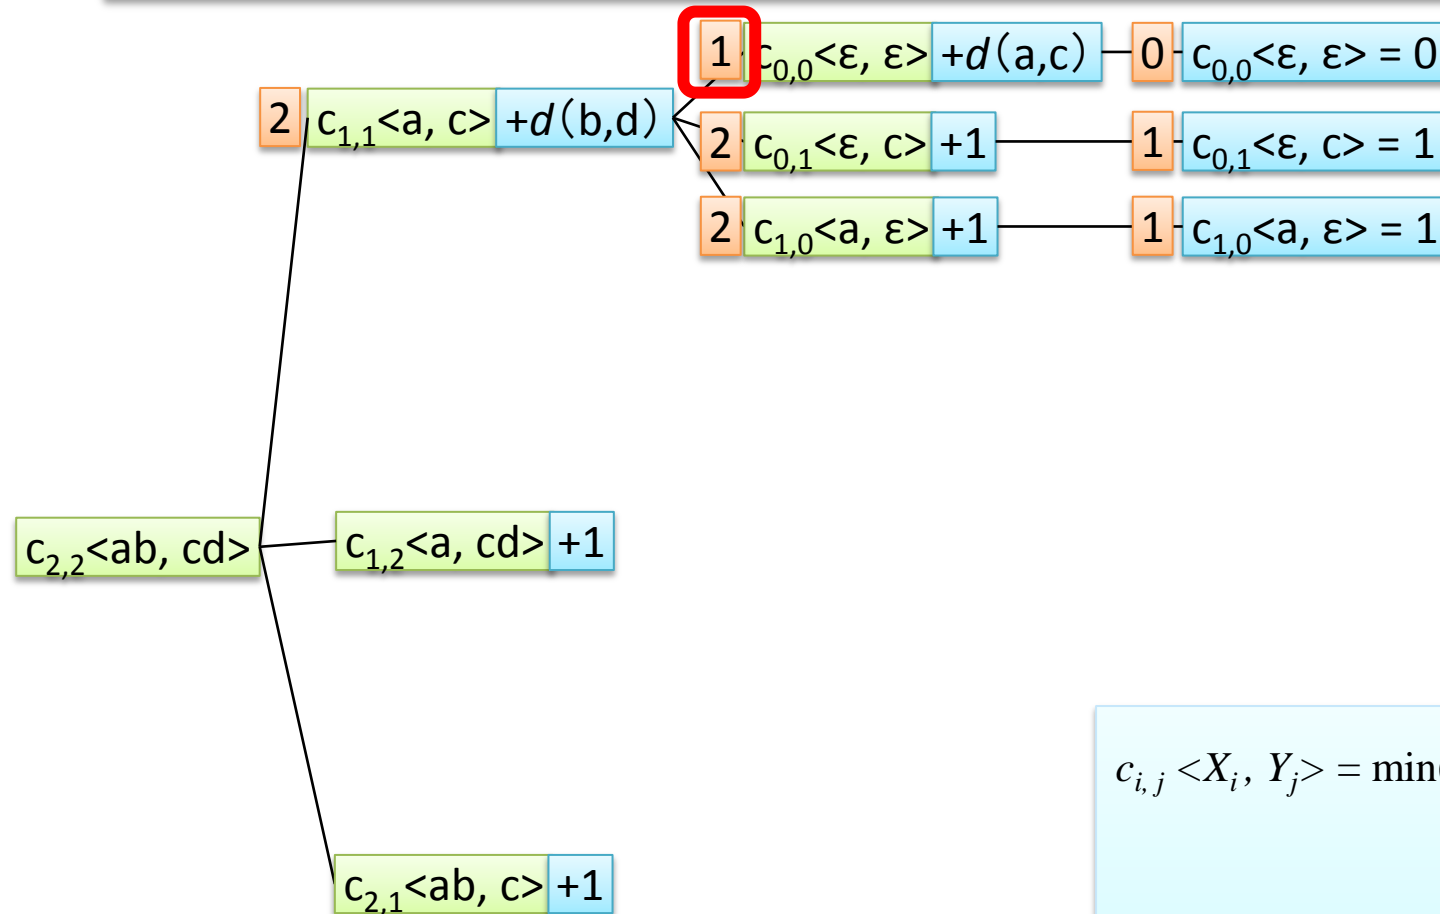 1 c0,0<ε, ε> +d(a,c) 0 c0,0<ε, ε> = 0
2 c1,1<a, c> +d(b,d)
2 c0,1<ε, c> +1 1 c0,1<ε, c> = 1
2 c1,0<a, ε> +1 1 c1,0<a, ε> = 1
c2,2<ab, cd> c1,2<a, cd> +1
ci, j <Xi, Yj> = min(
c2,1<ab, c> +1